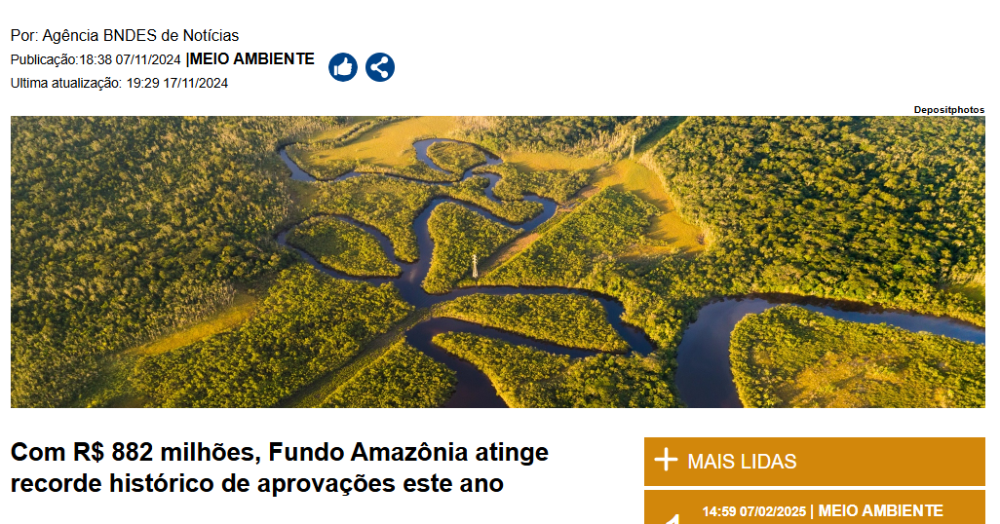 Por: Agência BNDES de Notícias
Publicação:18:38 07/11/2024 |MEIO AMBIENTE
Ultima atualização: 19:29 17/11/2024
Depositphotos
Com R$ 882 milhões, Fundo Amazônia atinge
recorde histórico de aprovações este ano
MAIS LIDAS
14:59 07/02/2025 | MEIO AMBIENTE